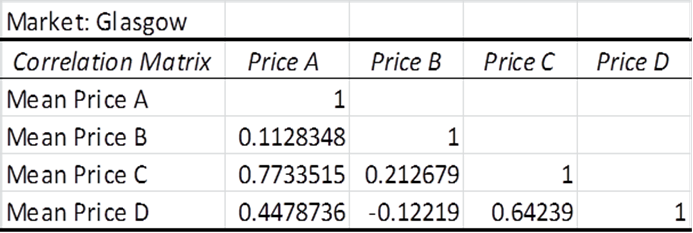 Market: Glasgow
Correlation Matrix Price A Price B Price C Price D
Mean Price A 1
Mean Price B 0.1128348 1
Mean Price C 0.7733515 0.212679 1
Mean Price D 0.4478736 -0.12219 0.64239 1